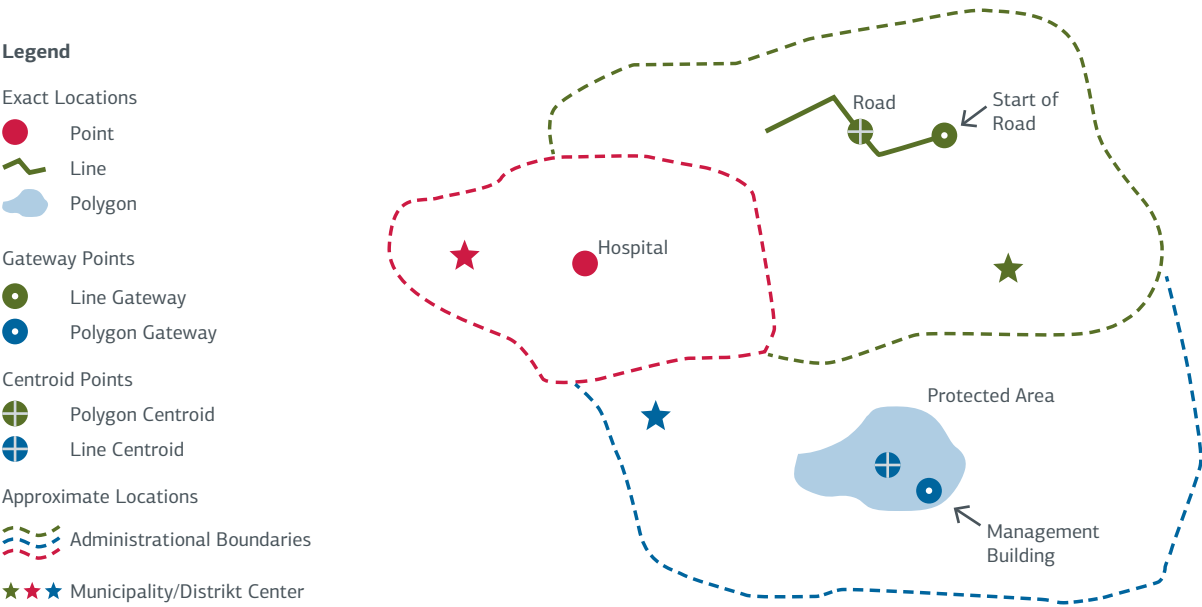 Legend
Exact Locations
Point
Line
Polygon
Gateway Points
Line Gateway
Polygon Gateway
Centroid Points
Polygon Centroid
Line Centroid
Approximate Locations
Administrational Boundaries
Municipality/Distrikt Center
Road
Start of
Road
Hospital
Protected Area
Management
Building